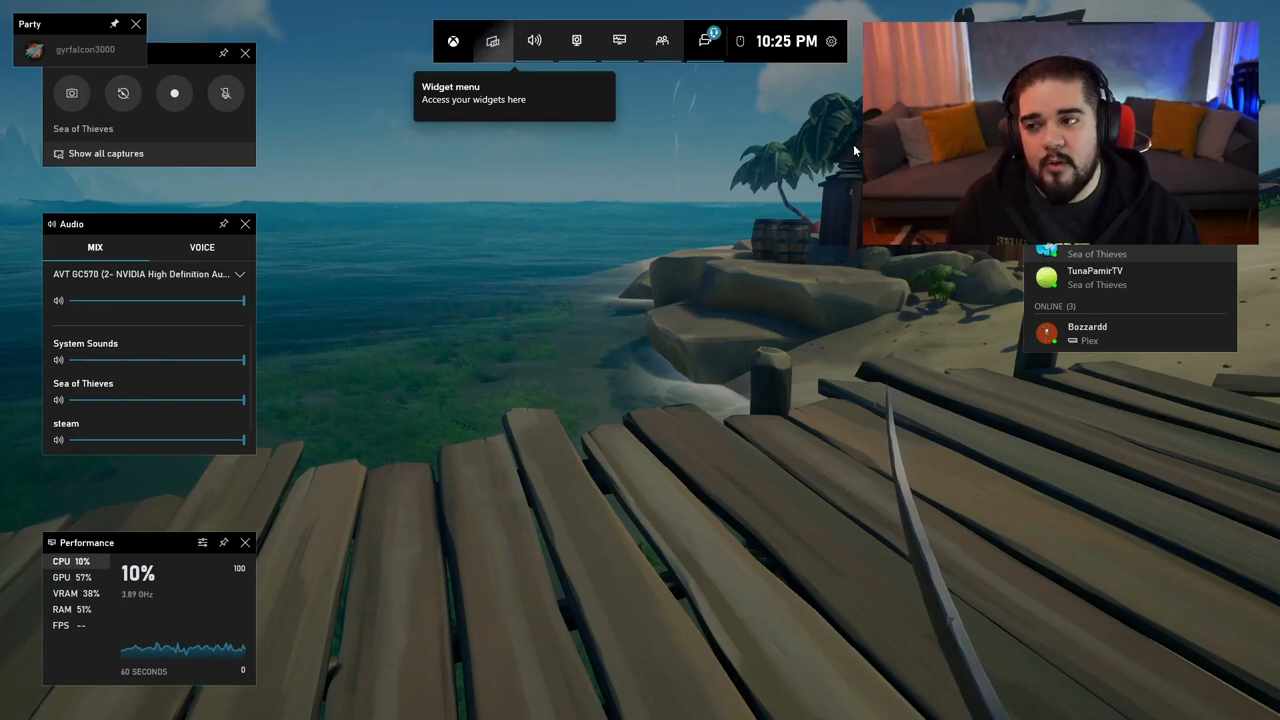 Party
gyrfalcon3000
Sea of Thieves
Show all captures
10:25 PM
Widget menu
Access your widgets here
Audio
MIX
VOICE
AVT GC570 (2- NVIDIA High Definition Au...
System Sounds
Sea of Thieves
steam
Performance
CPU 10%
GPU 57%
VRAM 38%
RAM 51%
FPS --
10%
3.89 GHz
100
60 SECONDS
0
Sea of Thieves
TunaPamirTV
Sea of Thieves
ONLINE (3)
Bozzardd
Plex